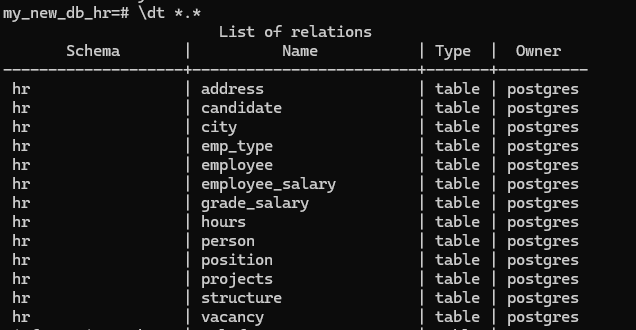 my_new_db_hr=# \dt *.*
List of relations
Schema | Name | Type | Owner
--------------------+-------------------------+-------+----------
hr | address | table | postgres
hr | candidate | table | postgres
hr | city | table | postgres
hr | emp_type | table | postgres
hr | employee | table | postgres
hr | employee_salary | table | postgres
hr | grade_salary | table | postgres
hr | hours | table | postgres
hr | person | table | postgres
hr | position | table | postgres
hr | projects | table | postgres
hr | structure | table | postgres
hr | vacancy | table | postgres